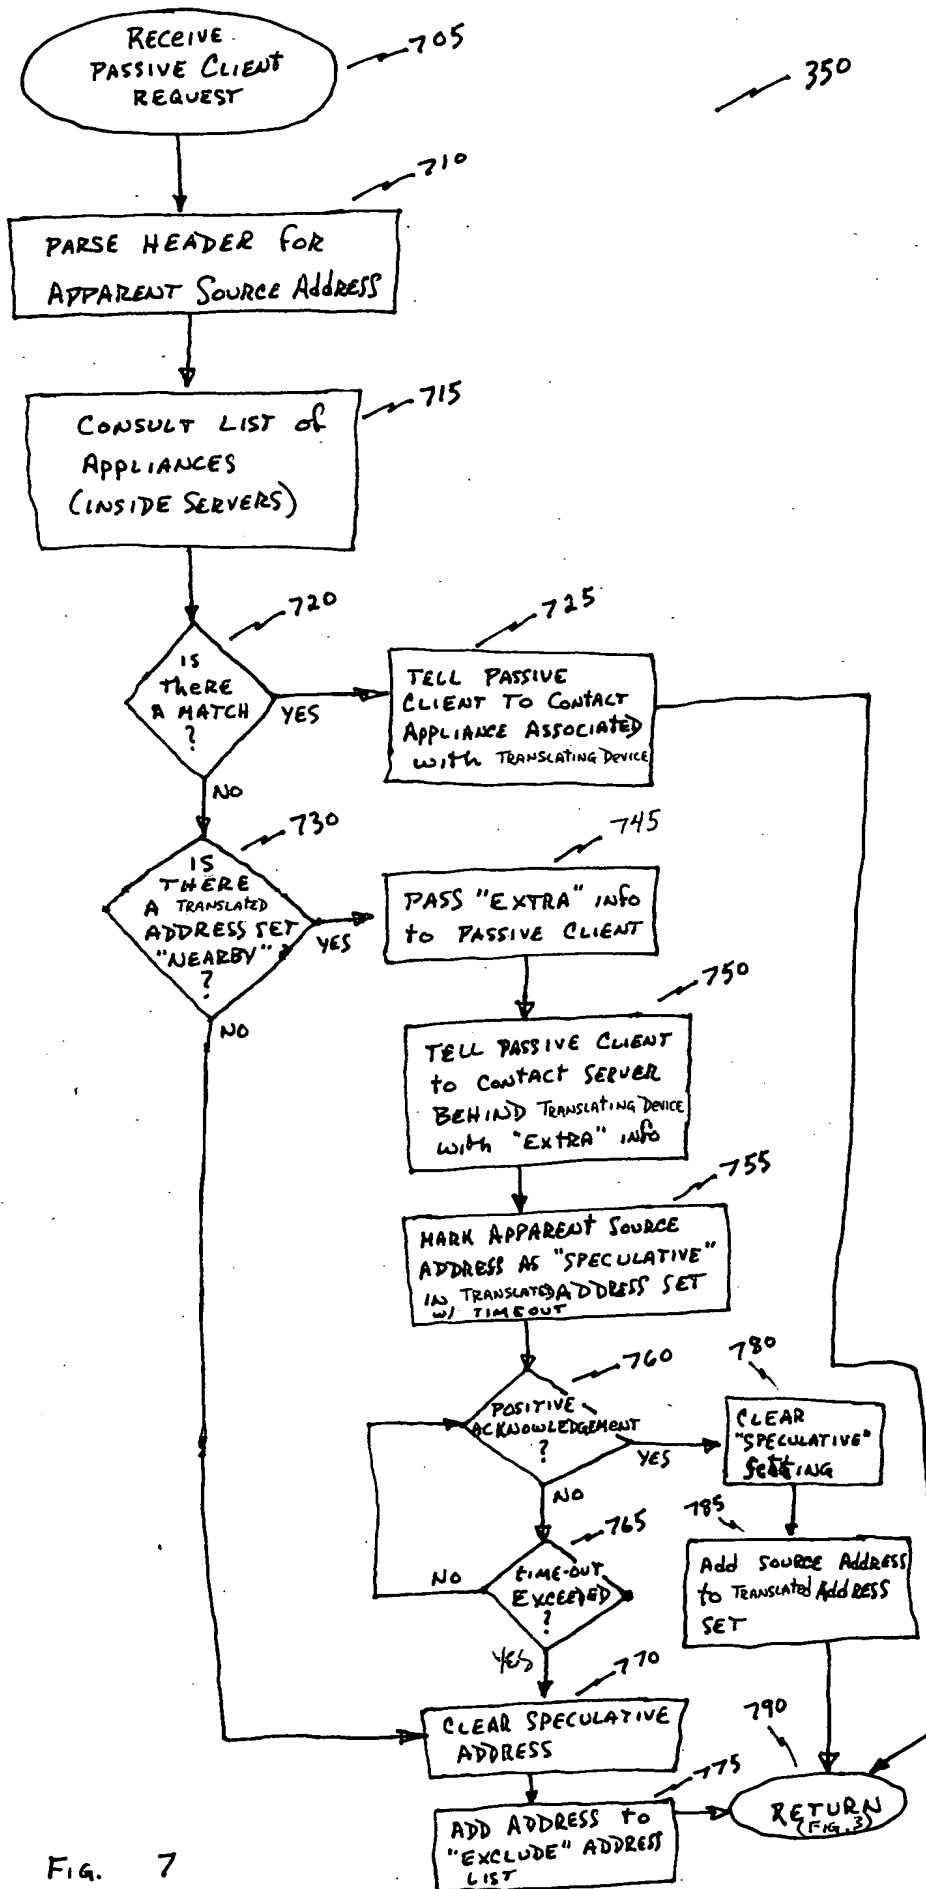 RECEIVE
PASSIVE CLIENT
REQUEST
705
350
710
PARSE HEADER FOR
APPARENT SOURCE ADDRESS
715
CONSULT LIST OF
APPLIANCES
(INSIDE SERVERS)
720
IS
THERE
A MATCH
?
YES
NO
725
TELL PASSIVE
CLIENT TO CONTACT
APPLIANCE ASSOCIATED
WITH TRANSLATING DEVICE
730
IS
THERE
A TRANSLATED
ADDRESS SET
"NEARBY"
?
YES
NO
745
PASS "EXTRA" INFO
TO PASSIVE CLIENT
750
TELL PASSIVE CLIENT
TO CONTACT SERVER
BEHIND TRANSLATING DEVICE
WITH "EXTRA" INFO
755
MARK APPARENT SOURCE
ADDRESS AS "SPECULATIVE"
IN TRANSLATED ADDRESS SET
W/ TIMEOUT
760
POSITIVE
ACKNOWLEDGEMENT
?
YES
NO
780
CLEAR
"SPECULATIVE"
SETTING
765
TIME-OUT
EXCEEDED
?
NO
YES
785
ADD SOURCE ADDRESS
TO TRANSLATED ADDRESS
SET
770
CLEAR SPECULATIVE
ADDRESS
775
ADD ADDRESS TO
"EXCLUDE" ADDRESS
LIST
790
RETURN
(FIG. 3)
FIG. 7